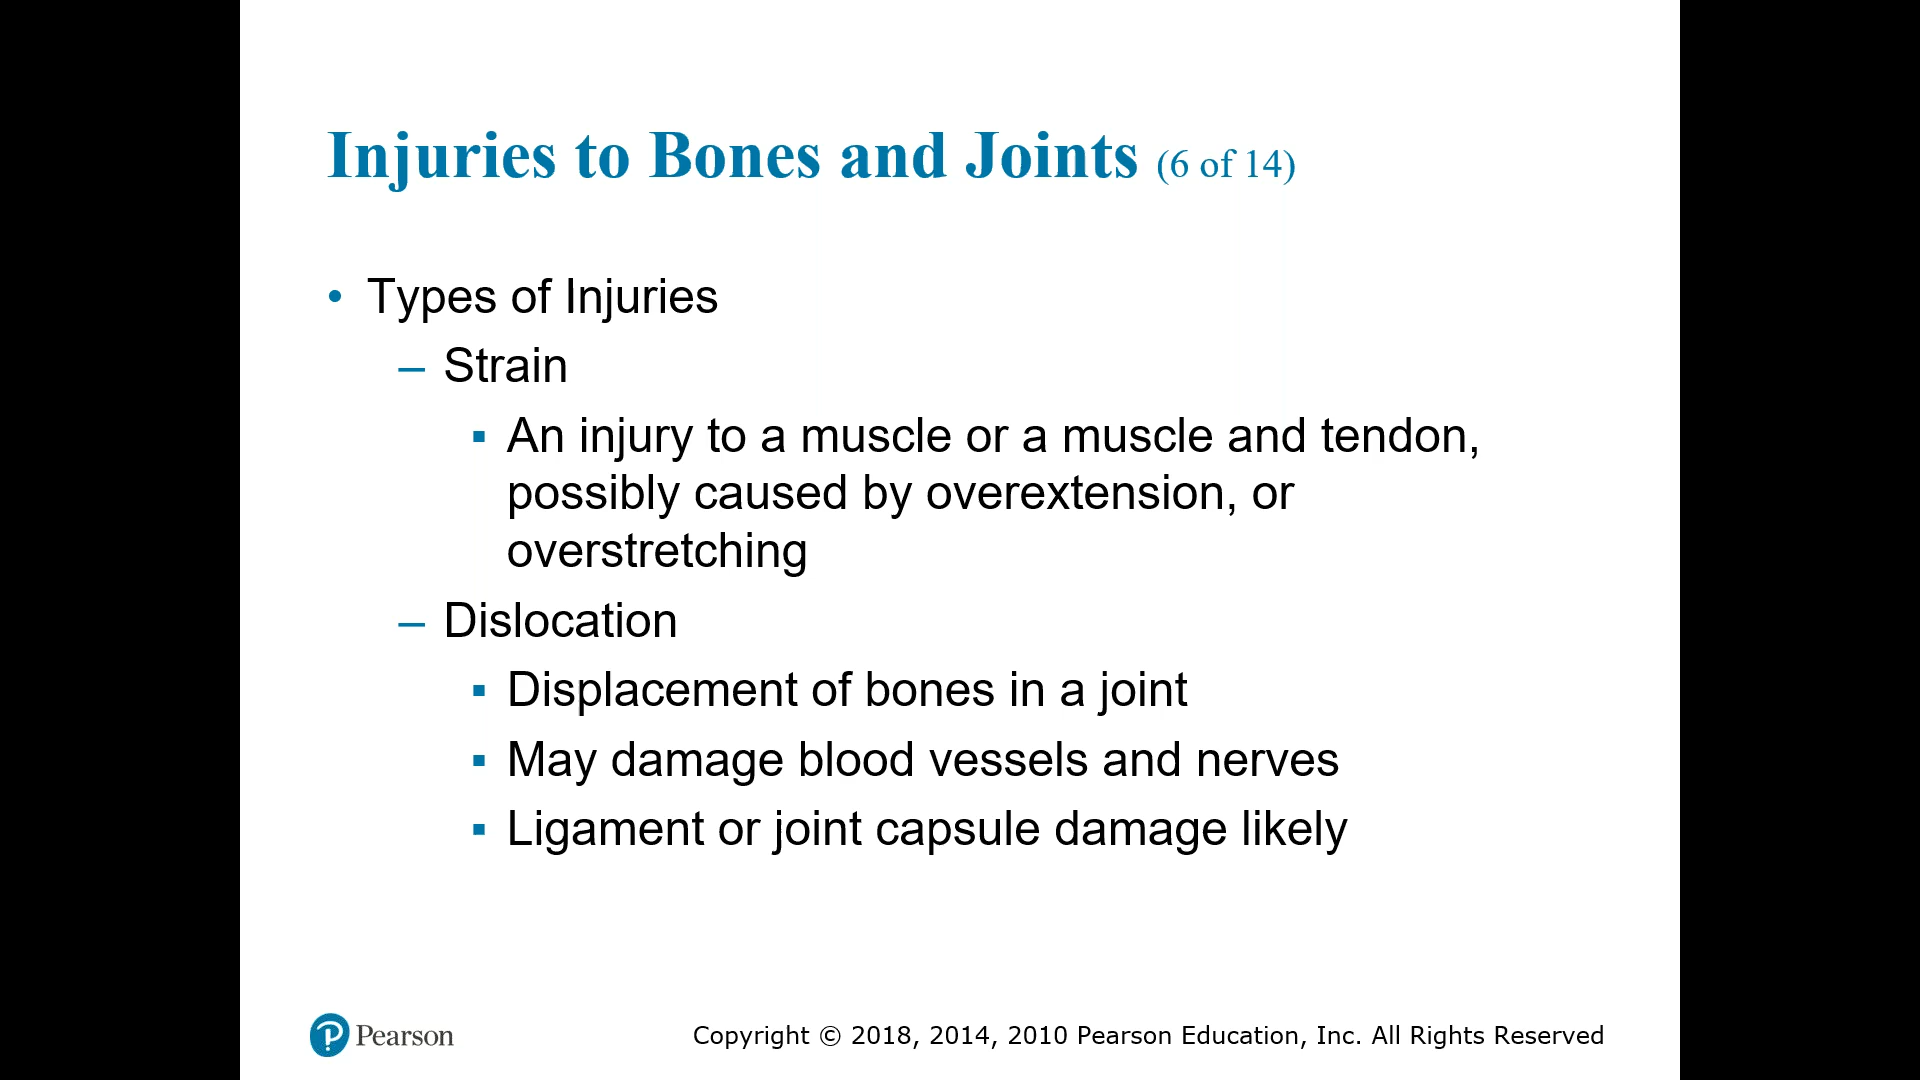 Injuries to Bones and Joints (6 of 14)
• Types of Injuries
– Strain
▪ An injury to a muscle or a muscle and tendon,
possibly caused by overextension, or
overstretching
– Dislocation
▪ Displacement of bones in a joint
▪ May damage blood vessels and nerves
▪ Ligament or joint capsule damage likely
Pearson
Copyright © 2018, 2014, 2010 Pearson Education, Inc. All Rights Reserved